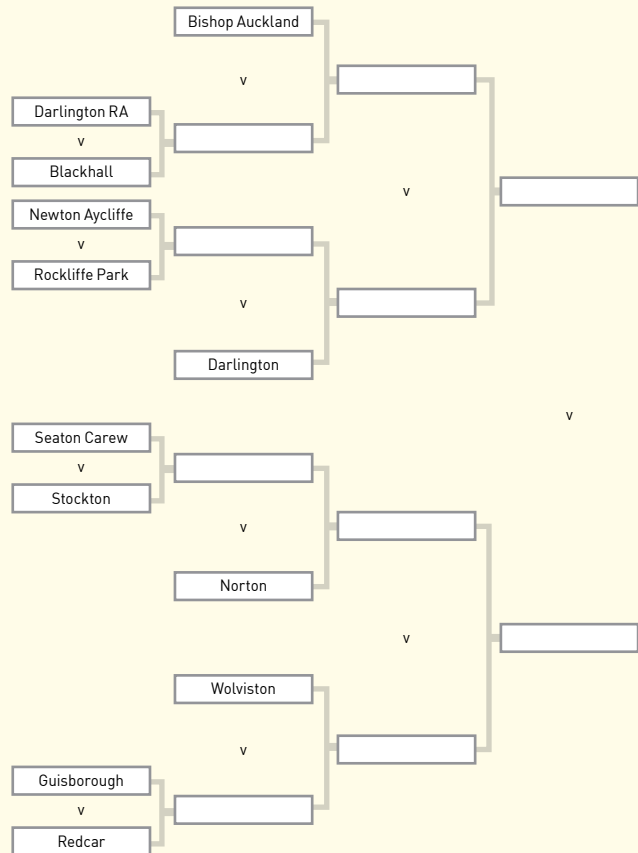 Bishop Auckland
v
Darlington RA
v
Blackhall
v
Newton Aycliffe
v
Rockliffe Park
v
Darlington
v
Seaton Carew
v
Stockton
v
Norton
v
Wolviston
v
Guisborough
v
Redcar